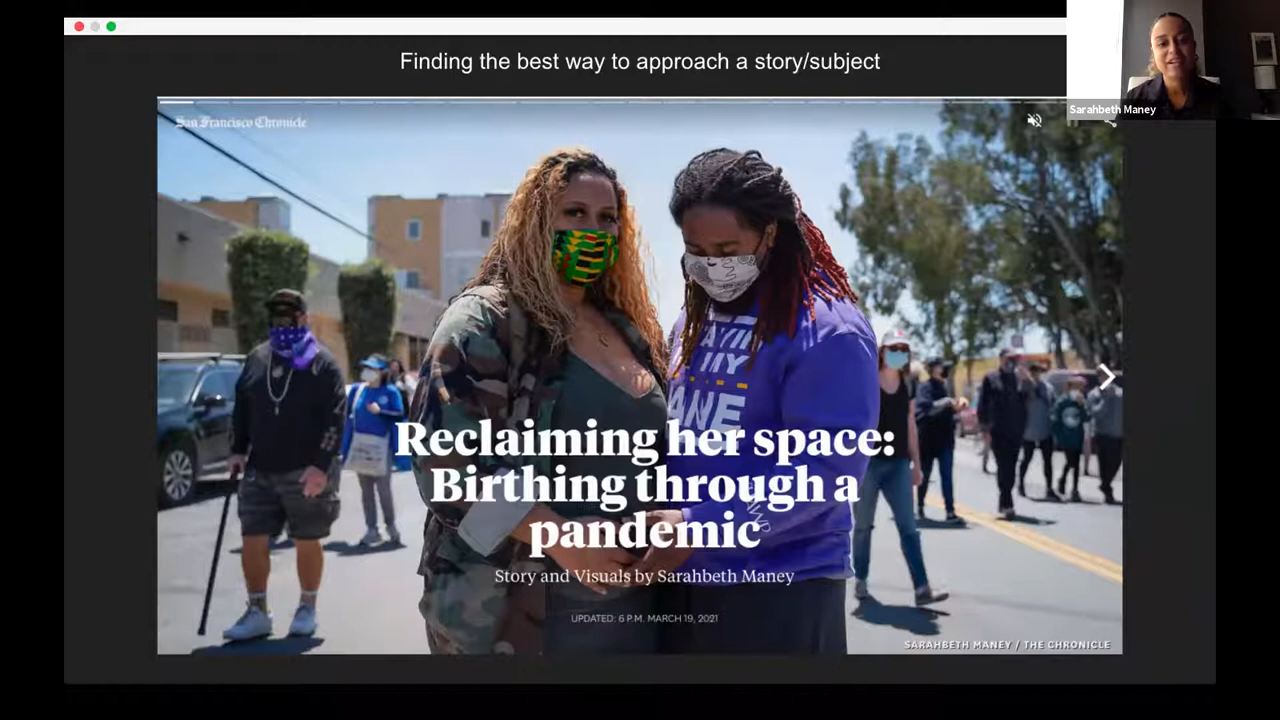 Finding the best way to approach a story/subject
Sarahbeth Maney
San Francisco Chronicle
Reclaiming her space:
Birthing through a
pandemic
Story and Visuals by Sarahbeth Maney
UPDATED: 6 P.M. MARCH 19, 2021
SARAHBETH MANEY / THE CHRONICLE